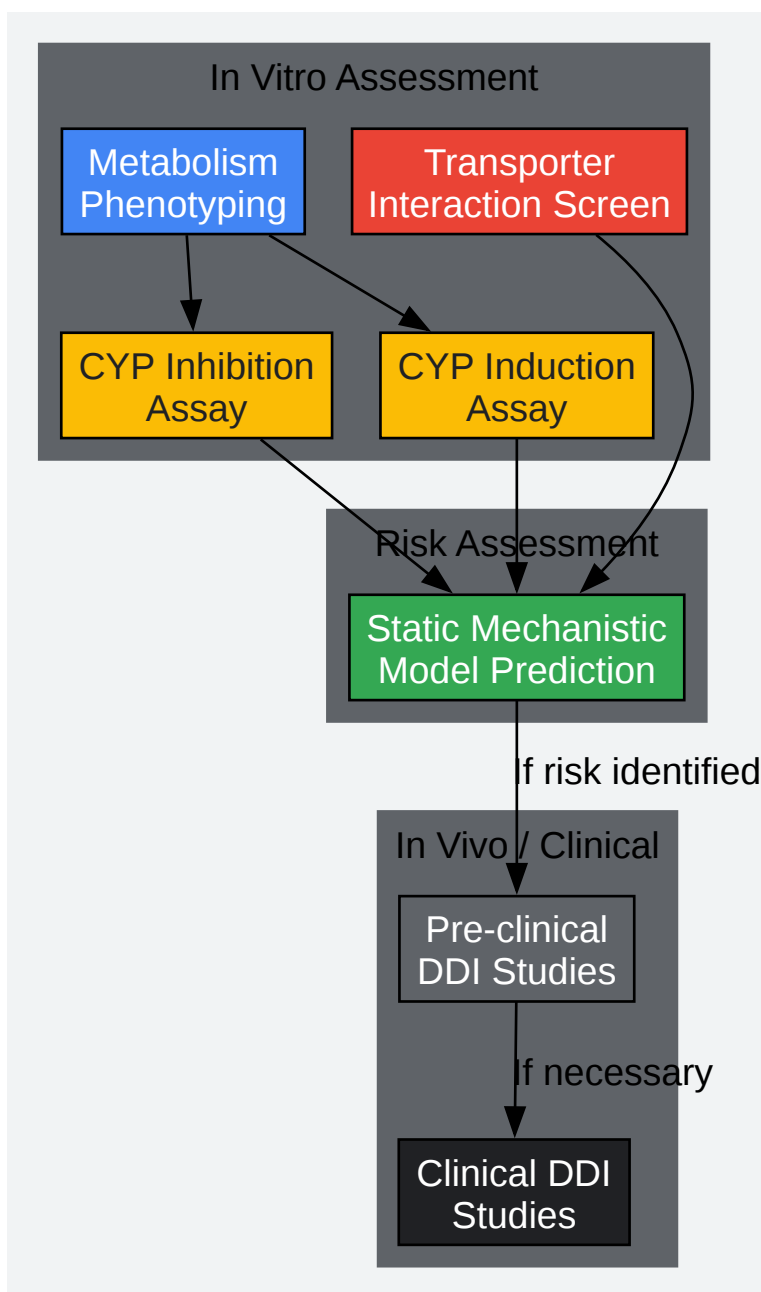 In Vitro Assessment
Metabolism
Phenotyping
Transporter
Interaction Screen
CYP Inhibition
Assay
CYP Induction
Assay
Risk Assessment
Static Mechanistic
Model Prediction
If risk identified
In Vivo / Clinical
Pre-clinical
DDI Studies
If necessary
Clinical DDI
Studies